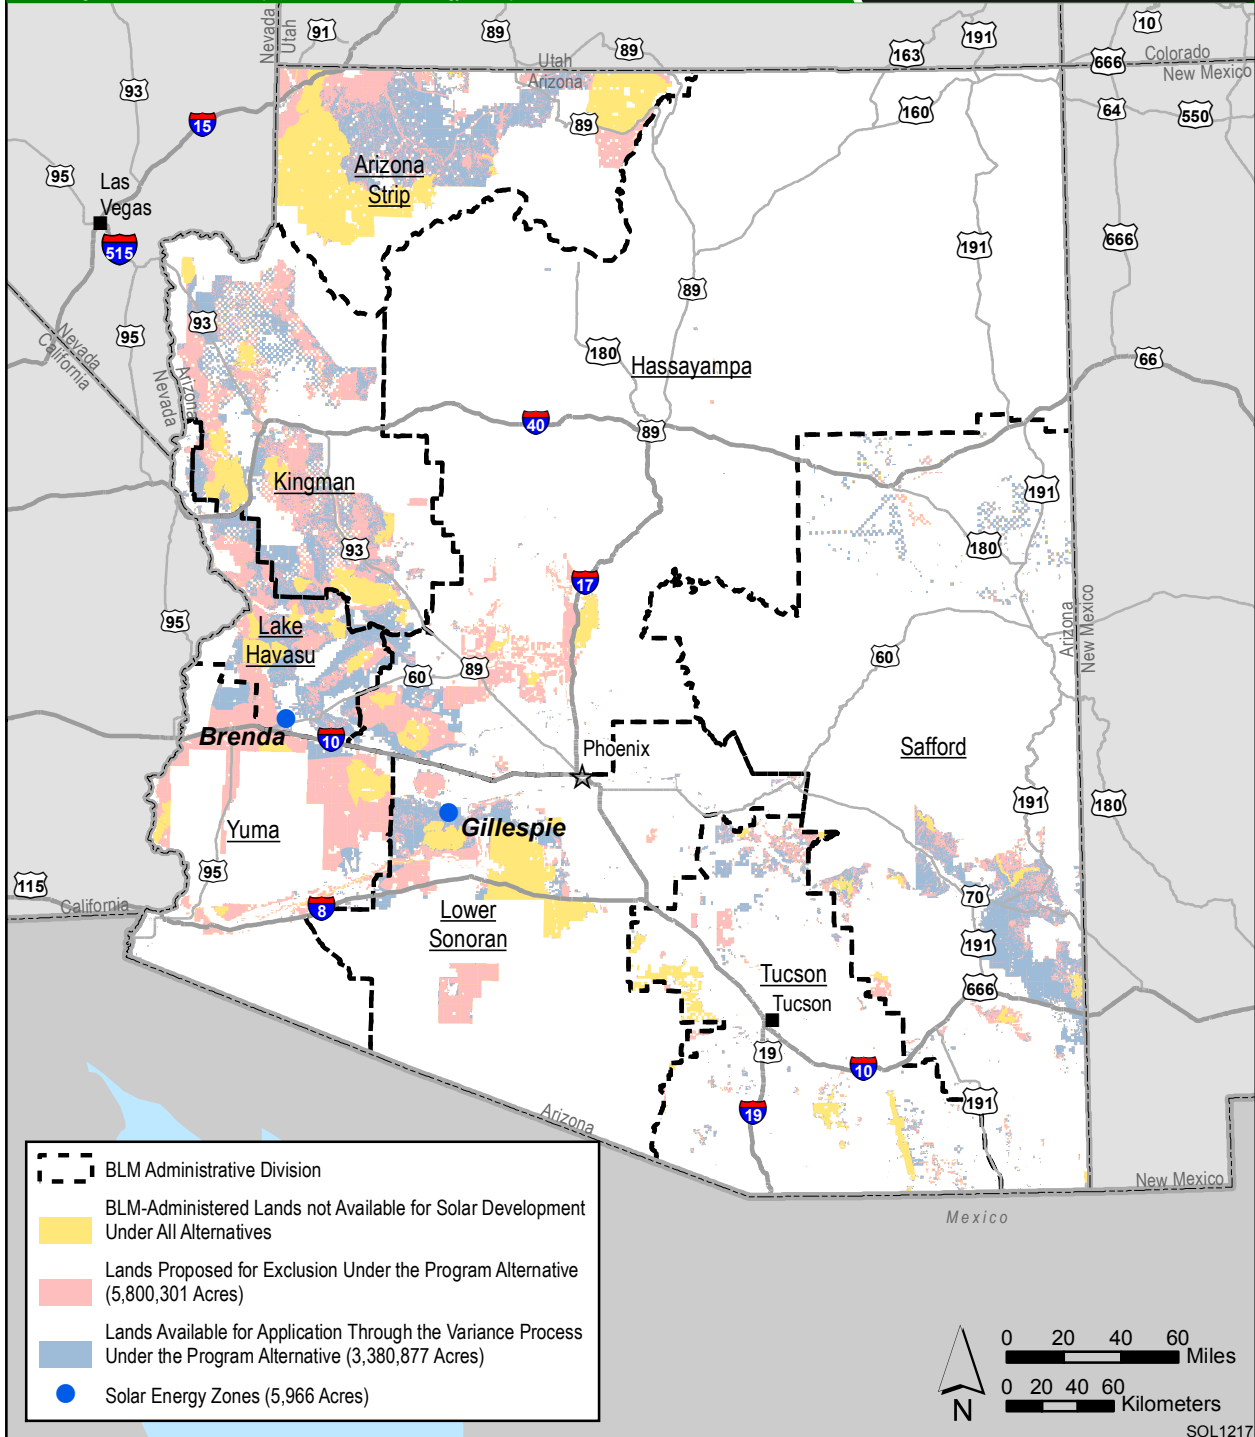 Nevada
Utah
91
89
89
163
191
10
Utah
Arizona
666
Colorado
New Mexico
93
15
89
160
64
550
95
Las
Vegas
Arizona
Strip
515
191
666
89
93
95
Nevada
California
Arizona
Nevada
180
Hassayampa
66
40
89
Kingman
191
93
180
17
95
Lake
Havasu
Arizona
New Mexico
60
89
60
Brenda
10
Phoenix
Safford
191
180
Gillespie
Yuma
95
115
California
8
70
Lower
Sonoran
191
Tucson
Tucson
666
19
10
191
19
Arizona
New Mexico
Mexico
BLM Administrative Division
BLM-Administered Lands not Available for Solar Development
Under All Alternatives
Lands Proposed for Exclusion Under the Program Alternative
(5,800,301 Acres)
Lands Available for Application Through the Variance Process
Under the Program Alternative (3,380,877 Acres)
Solar Energy Zones (5,966 Acres)
N
0 20 40 60
Miles
0 20 40 60
Kilometers
SOL1217